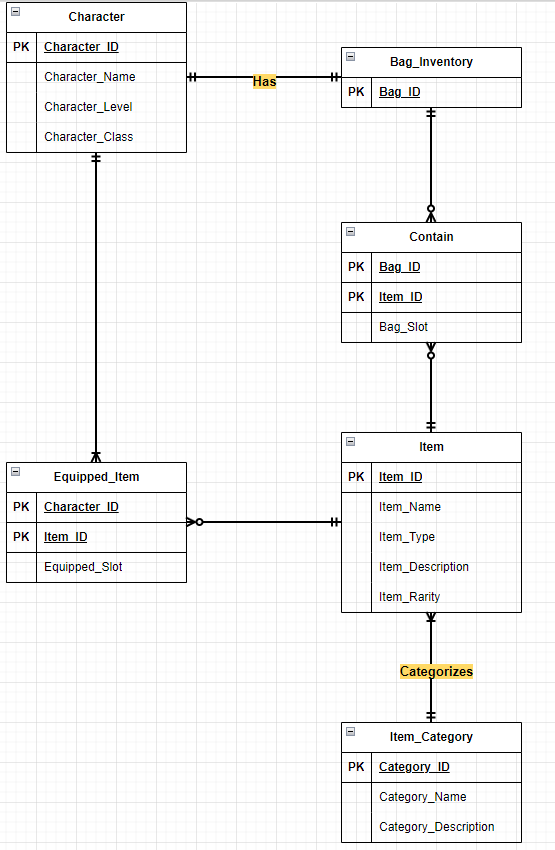 Character
PK Character_ID
Character_Name
Character_Level
Character_Class
Has
Bag_Inventory
PK Bag_ID
Contain
PK Bag_ID
PK Item_ID
Bag_Slot
Equipped_Item
PK Character_ID
PK Item_ID
Equipped_Slot
Item
PK Item_ID
Item_Name
Item_Type
Item_Description
Item_Rarity
Categorizes
Item_Category
PK Category_ID
Category_Name
Category_Description